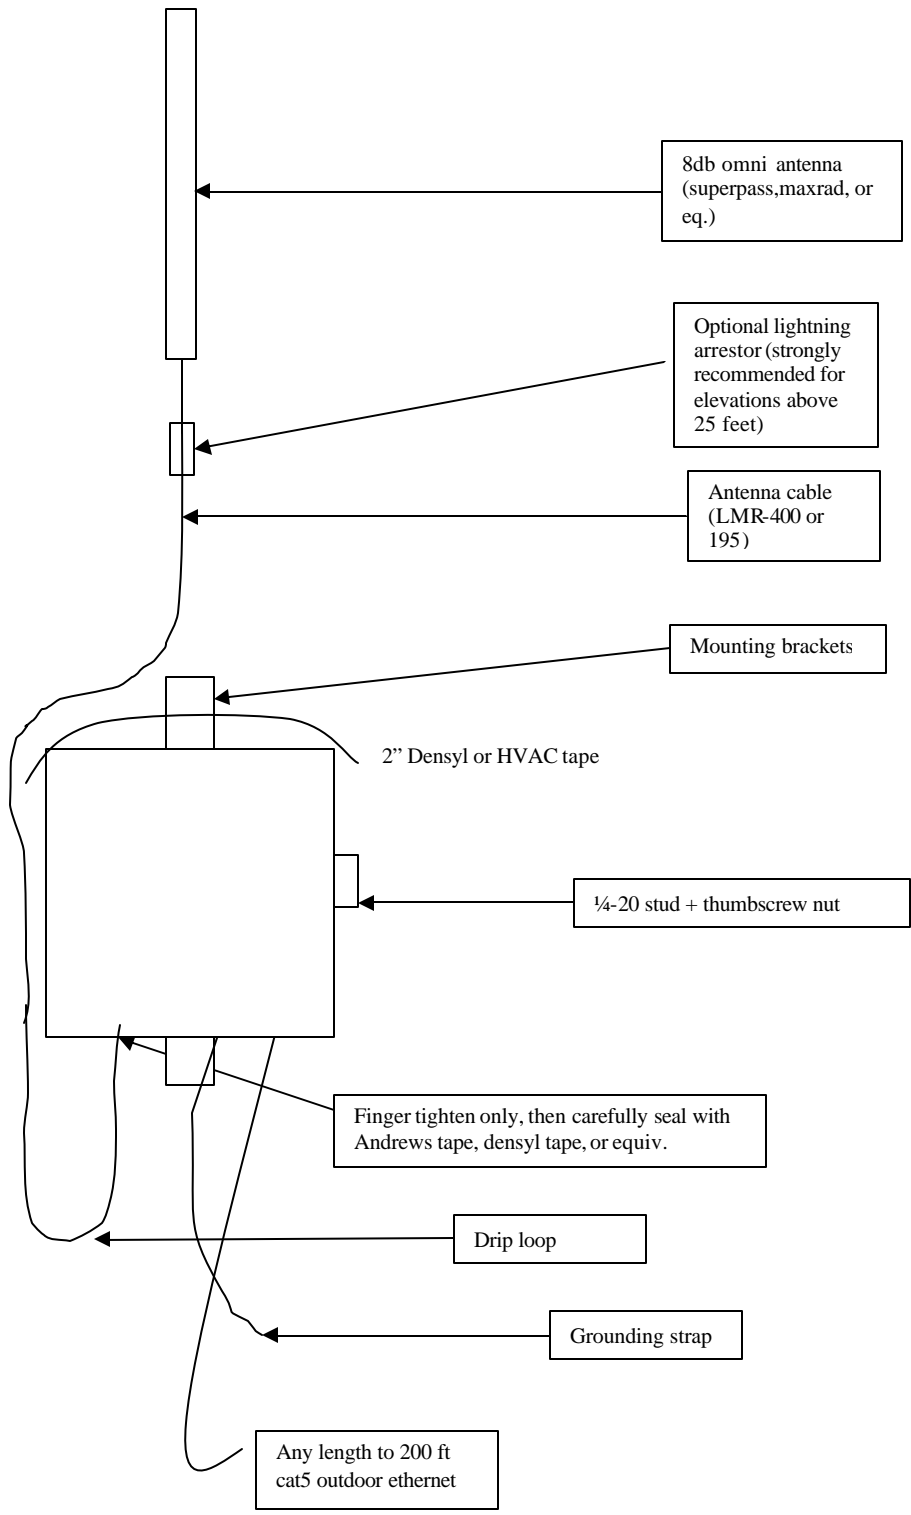 8db omni antenna
(superpass,maxrad, or
eq.)
Optional lightning
arrestor (strongly
recommended for
elevations above
25 feet)
Antenna cable
(LMR-400 or
195)
Mounting brackets
2” Densyl or HVAC tape
¼-20 stud + thumbscrew nut
Finger tighten only, then carefully seal with
Andrews tape, densyl tape, or equiv.
Drip loop
Grounding strap
Any length to 200 ft
cat5 outdoor ethernet